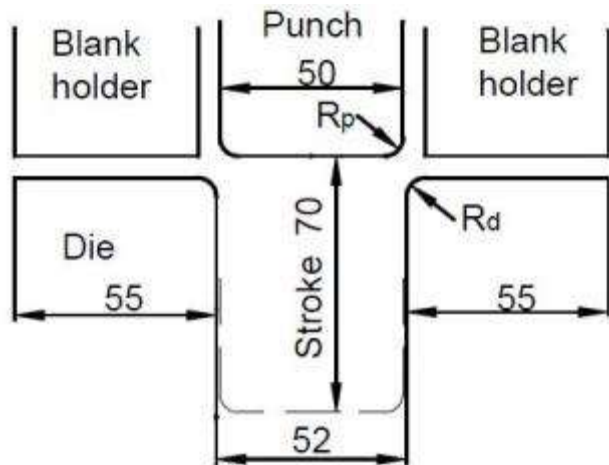 Blank
holder
Punch
50
Blank
holder
Rp
Stroke 70
Rd
Die
55
55
52